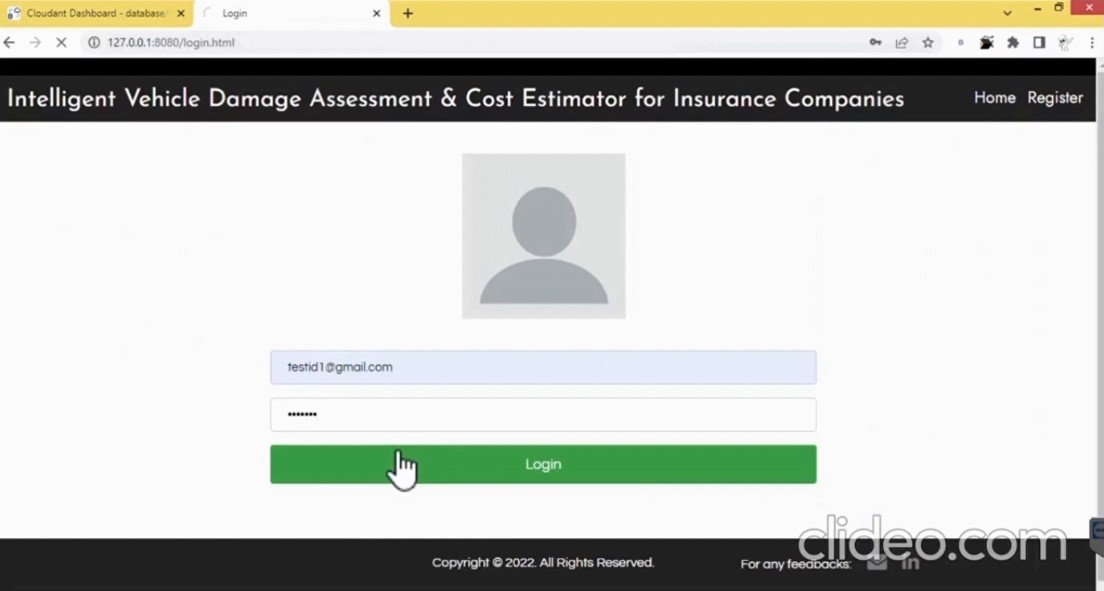 Cloudant Dashboard - database/
Login
127.0.0.1:8080/login.html
Intelligent Vehicle Damage Assessment & Cost Estimator for Insurance Companies
Home Register
testid1@gmail.com
•••••••
Login
clideo.com
Copyright © 2022. All Rights Reserved.
For any feedbacks:
in